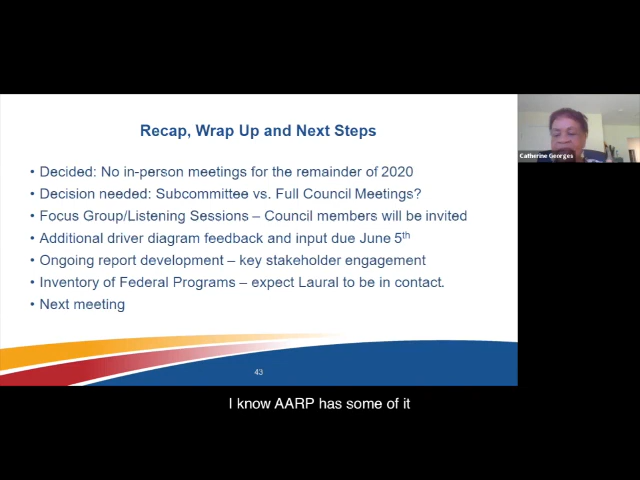 Recap, Wrap Up and Next Steps
• Decided: No in-person meetings for the remainder of 2020
• Decision needed: Subcommittee vs. Full Council Meetings?
• Focus Group/Listening Sessions – Council members will be invited
• Additional driver diagram feedback and input due June 5th
• Ongoing report development – key stakeholder engagement
• Inventory of Federal Programs – expect Laural to be in contact.
• Next meeting
Catherine Georges
43
I know AARP has some of it